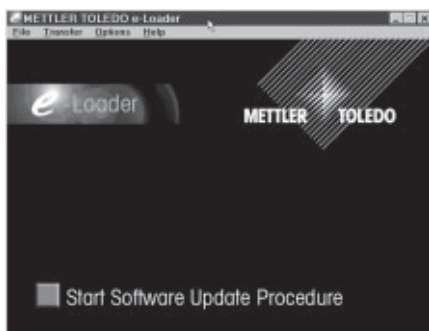 METTLER TOLEDO e-Loader
File Transfer Options Help
e-Loader
METTLER TOLEDO
Start Software Update Procedure